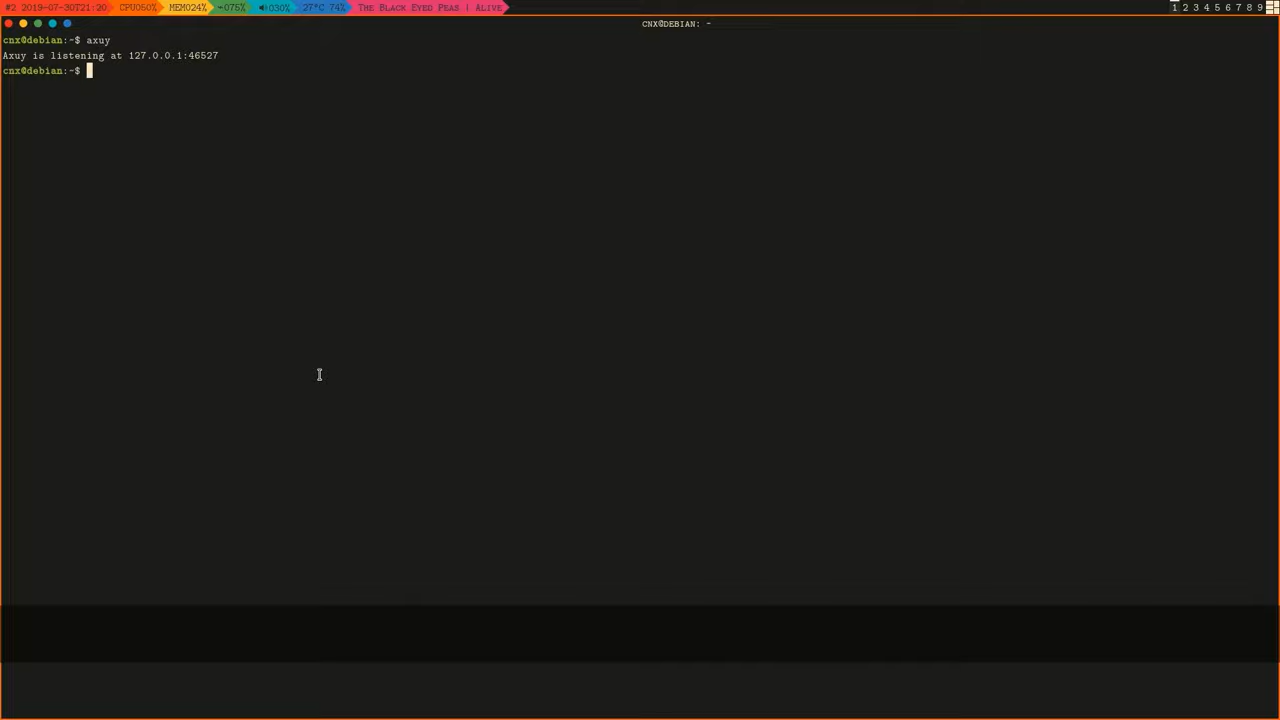 #2 2019-07-30T21:20 CPU50% MEM024% ~075% 030% 27°C 74% The Black Eyed Peas | Alive 1 2 3 4 5 6 7 8 9
CNX@DEBIAN: ~
cnx@debian:~$ axuy
Axuy is listening at 127.0.0.1:46527
cnx@debian:~$